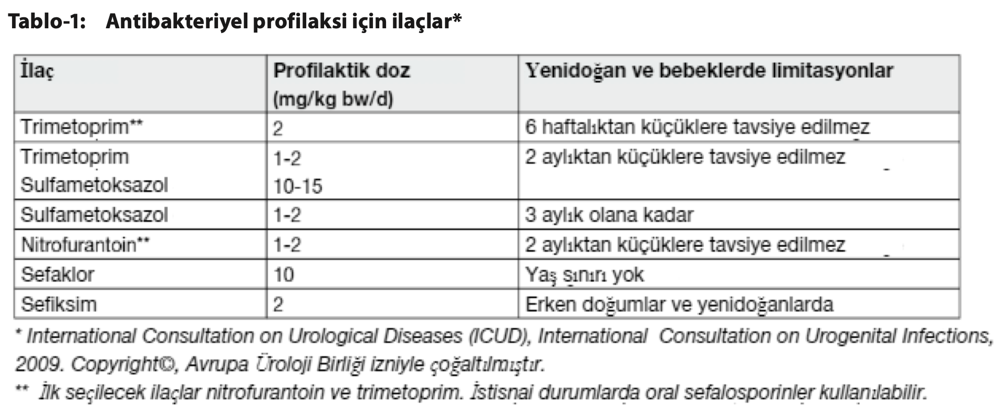 Tablo-1: Antibakteriyel profilaksi için ilaçlar*
İlaç Profilaktik doz Yenidoğan ve bebeklerde limitasyonlar
(mg/kg bw/d)
Trimetoprim** 2 6 haftalıktan küçüklere tavsiye edilmez
Trimetoprim 1-2 2 aylıktan küçüklere tavsiye edilmez
Sulfametoksazol 10-15
Sulfametoksazol 1-2 3 aylık olana kadar
Nitrofurantoin** 1-2 2 aylıktan küçüklere tavsiye edilmez
Sefaklor 10 Yaş sınırı yok
Sefiksim 2 Erken doğumlar ve yenidoğanlarda
* International Consultation on Urological Diseases (ICUD), International Consultation on Urogenital Infections,
2009. Copyright©, Avrupa Üroloji Birliği izniyle çoğaltılmıştır.
** İlk seçilecek ilaçlar nitrofurantoin ve trimetoprim. İstisnai durumlarda oral sefalosporinler kullanılabilir.